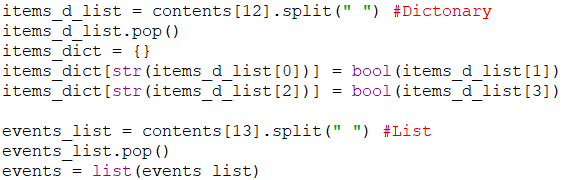 items_d_list = contents[12].split(" ") #Dictonary
items_d_list.pop()
items_dict = {}
items_dict[str(items_d_list[0])] = bool(items_d_list[1])
items_dict[str(items_d_list[2])] = bool(items_d_list[3])
events_list = contents[13].split(" ") #List
events_list.pop()
events = list(events list)